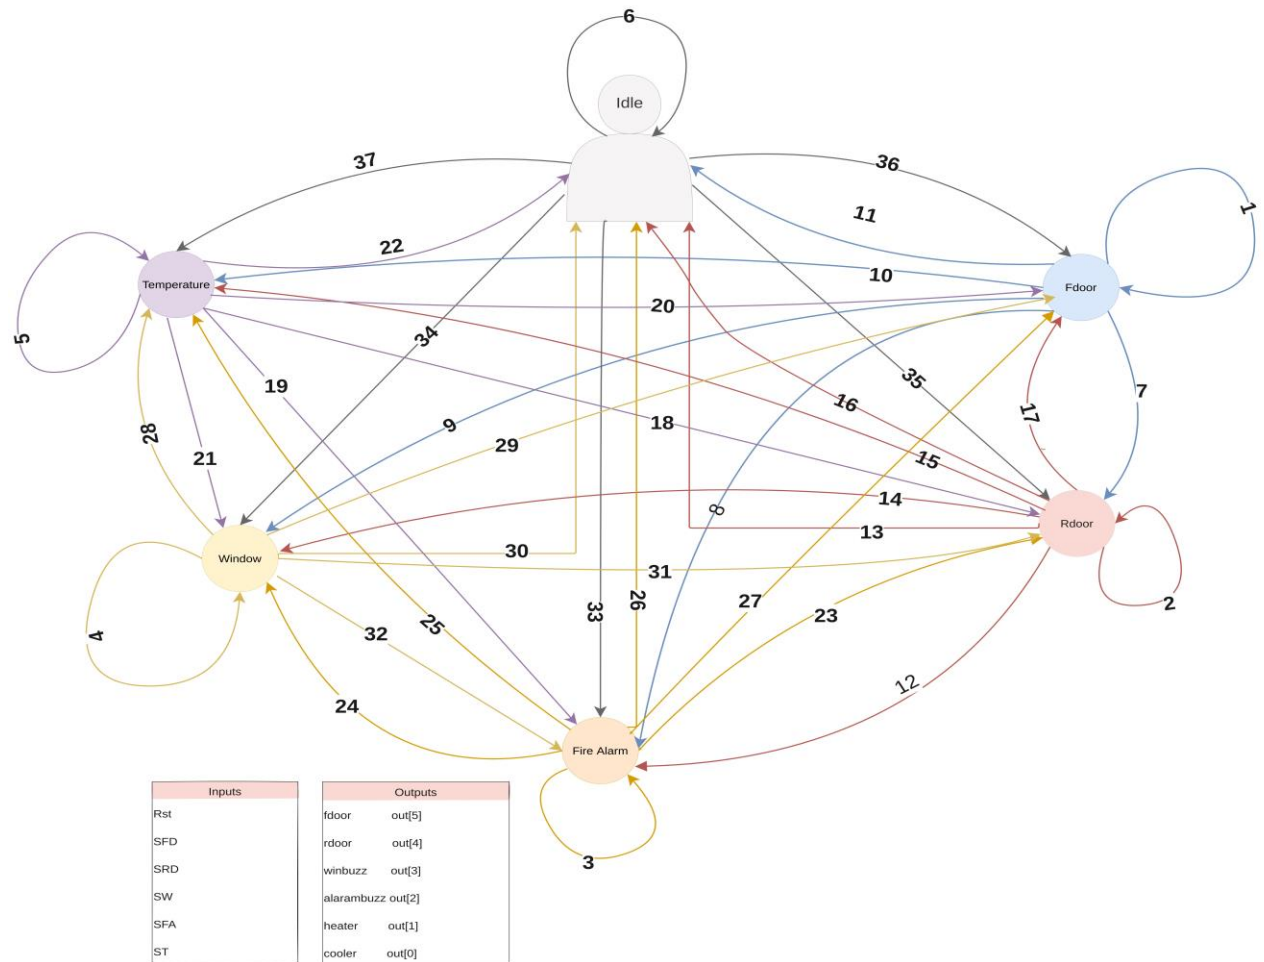 6
Idle
37
36
11
1
22
10
Temperature
Fdoor
20
5
34
19
35
7
16
17
9
18
28
29
21
15
14
8
Rdoor
13
30
Window
31
26
27
2
33
23
25
4
32
12
24
Fire Alarm
3
Inputs
Rst
SFD
SRD
SW
SFA
ST
Outputs
fdoor out[5]
rdoor out[4]
winbuzz out[3]
alarambuzz out[2]
heater out[1]
cooler out[0]